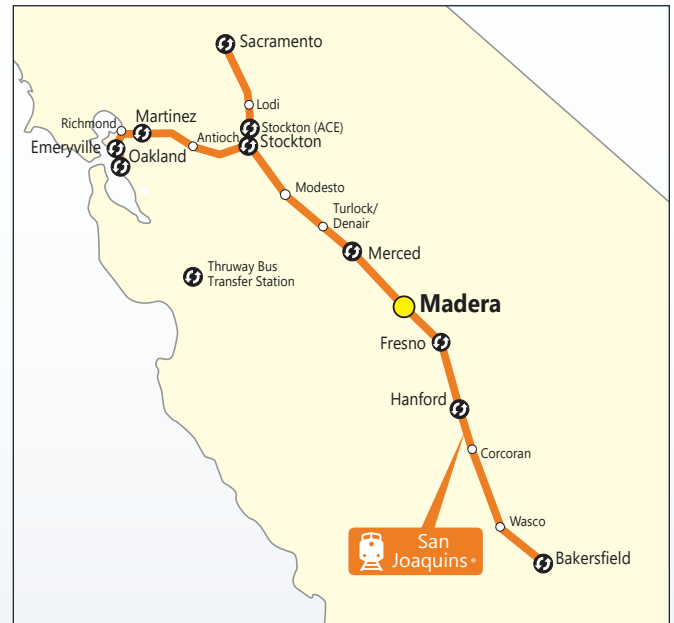 Sacramento
Lodi
Stockton (ACE)
Stockton
Richmond
Martinez
Antioch
Emeryville
Oakland
Modesto
Turlock/
Denair
Merced
Thruway Bus
Transfer Station
Madera
Fresno
Hanford
Corcoran
Wasco
San
Joaquins
Bakersfield